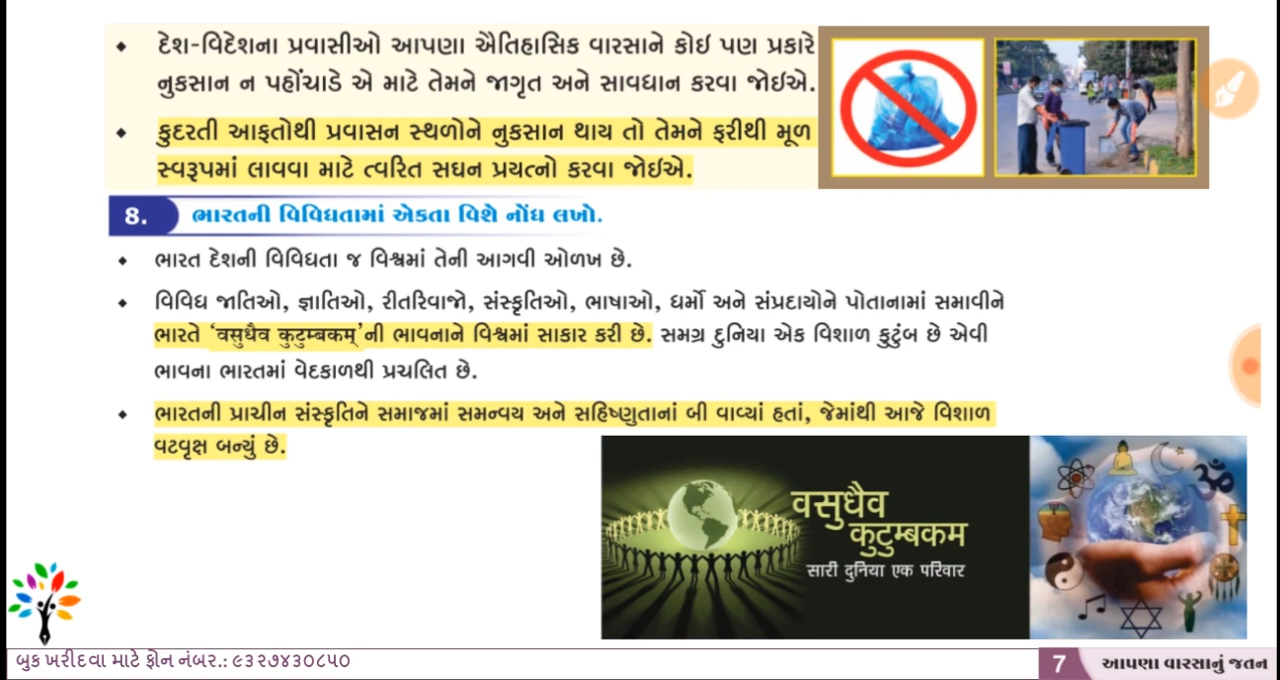 • દેશ-વિદેશના પ્રવાસીઓ આપણા ઐતિહાસિક વારસાને કોઈ પણ પ્રકારે
નુકસાન ન પહોંચાડે એ માટે તેમને જાગૃત અને સાવધાન કરવા જોઈએ.
• કુદરતી આફતોથી પ્રવાસન સ્થળોને નુકસાન થાય તો તેમને ફરીથી મૂળ
સ્વરૂપમાં લાવવા માટે ત્વરિત સઘન પ્રયત્નો કરવા જોઈએ.
8. ભારતની વિવિધતામાં એકતા વિશે નોંધ લખો.
• ભારત દેશની વિવિધતા જ વિશ્વમાં તેની આગવી ઓળખ છે.
• વિવિધ જાતિઓ, જ્ઞાતિઓ, રીતરિવાજો, સંસ્કૃતિઓ, ભાષાઓ, ધર્મો અને સંપ્રદાયોને પોતાનામાં સમાવીને
ભારતે ‘वसुधैव कुटुम्बकम्’ની ભાવનાને વિશ્વમાં સાકાર કરી છે. સમગ્ર દુનિયા એક વિશાળ કુટુંબ છે એવી
ભાવના ભારતમાં વેદકાળથી પ્રચલિત છે.
• ભારતની પ્રાચીન સંસ્કૃતિને સમાજમાં સમન્વય અને સહિષ્ણુતાનાં બી વાવ્યાં હતાં, જેમાંથી આજે વિશાળ
વટવૃક્ષ બન્યું છે.
वसुधैव
कुटुम्बकम
સારી દુનિયા એક પરિવાર
ॐ
બુક ખરીદવા માટે ફોન નંબર.: ૯૩૨૭૪૩૦૮૫૦
7 આપણા વારસાનું જતન